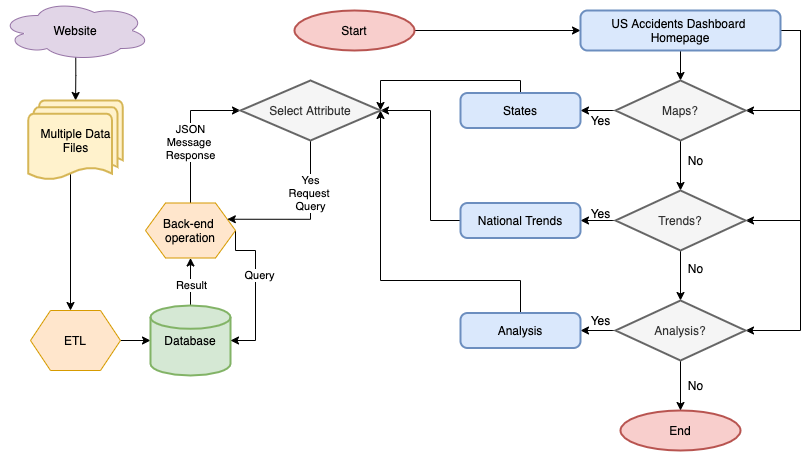 Website
Start
US Accidents Dashboard
Homepage
Multiple Data
Files
JSON
Message
Response
Select Attribute
States
Yes
Maps?
No
Yes
Request
Query
Back-end
operation
National Trends
Yes
Trends?
No
Result
Query
ETL
Database
Analysis
Yes
Analysis?
No
End